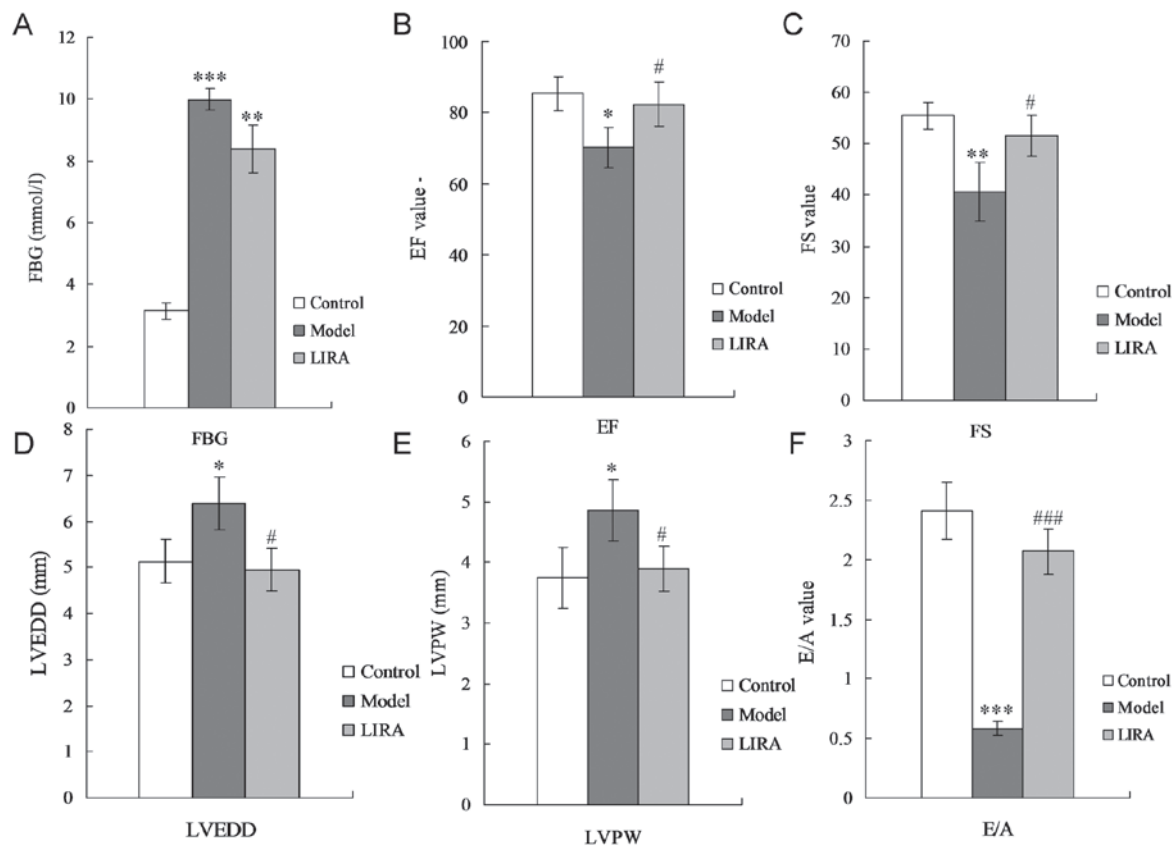 A
12
10
8
6
4
2
0
FBG (mmol/l)
***
**
Control
Model
LIRA
FBG
B
100
80
60
40
20
0
EF value -
*
#
Control
Model
LIRA
EF
C
70
60
50
40
30
20
10
0
FS value
**
#
Control
Model
LIRA
FS
D
8
7
6
5
4
3
2
1
0
LVEDD (mm)
*
#
Control
Model
LIRA
LVEDD
E
6
5
4
3
2
1
0
LVPW (mm)
*
#
Control
Model
LIRA
LVPW
F
3
2.5
2
1.5
1
0.5
0
E/A value
***
###
Control
Model
LIRA
E/A